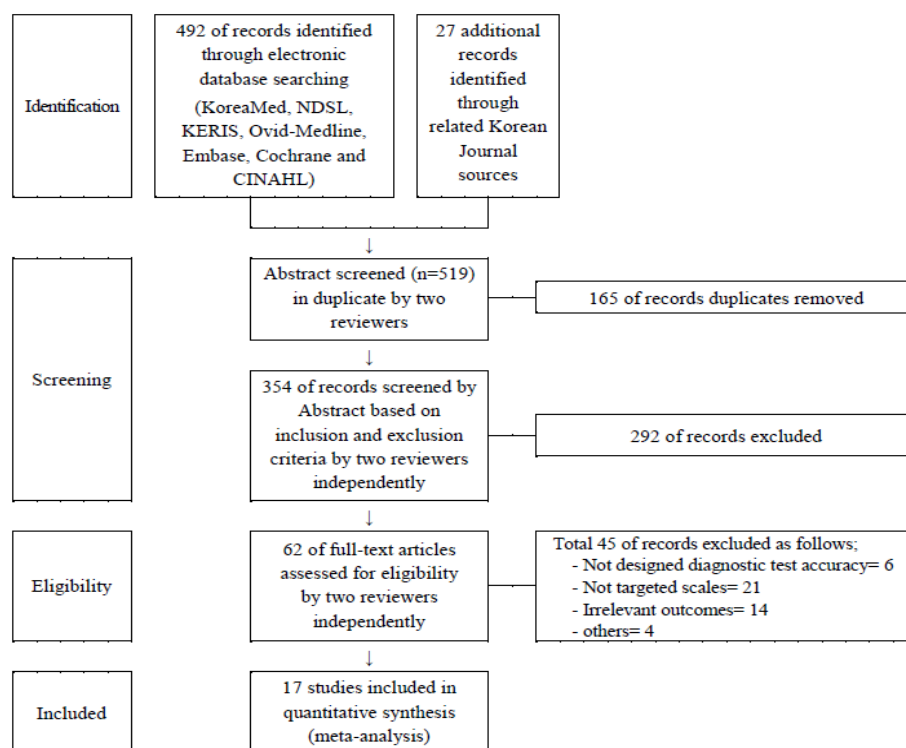 Identification
492 of records identified
through electronic
database searching
(KoreaMed, NDSL,
KERIS, Ovid-Medline,
Embase, Cochrane and
CINAHL)
27 additional
records
identified
through
related Korean
Journal
sources
↓
Screening
Abstract screened (n=519)
in duplicate by two
reviewers
165 of records duplicates removed
↓
354 of records screened by
Abstract based on
inclusion and exclusion
criteria by two reviewers
independently
292 of records excluded
↓
Eligibility
62 of full-text articles
assessed for eligibility
by two reviewers
independently
Total 45 of records excluded as follows;
- Not designed diagnostic test accuracy= 6
- Not targeted scales= 21
- Irrelevant outcomes= 14
- others= 4
↓
Included
17 studies included in
quantitative synthesis
(meta-analysis)